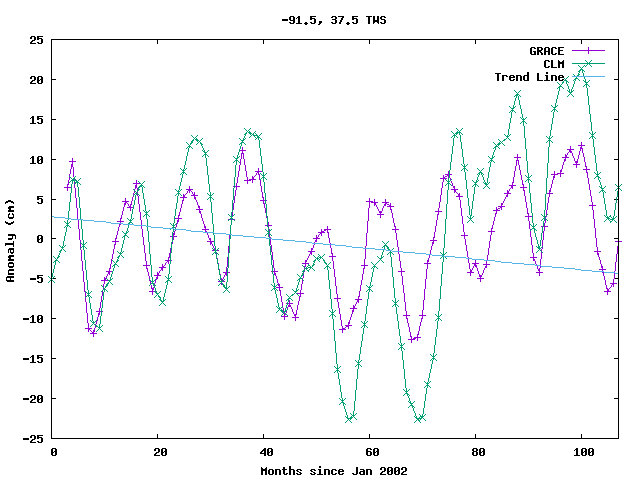 -91.5, 37.5 TWS
GRACE
CLM
Trend Line
25
20
15
10
5
0
-5
-10
-15
-20
-25
Anomaly (cm)
0 20 40 60 80 100
Months since Jan 2002